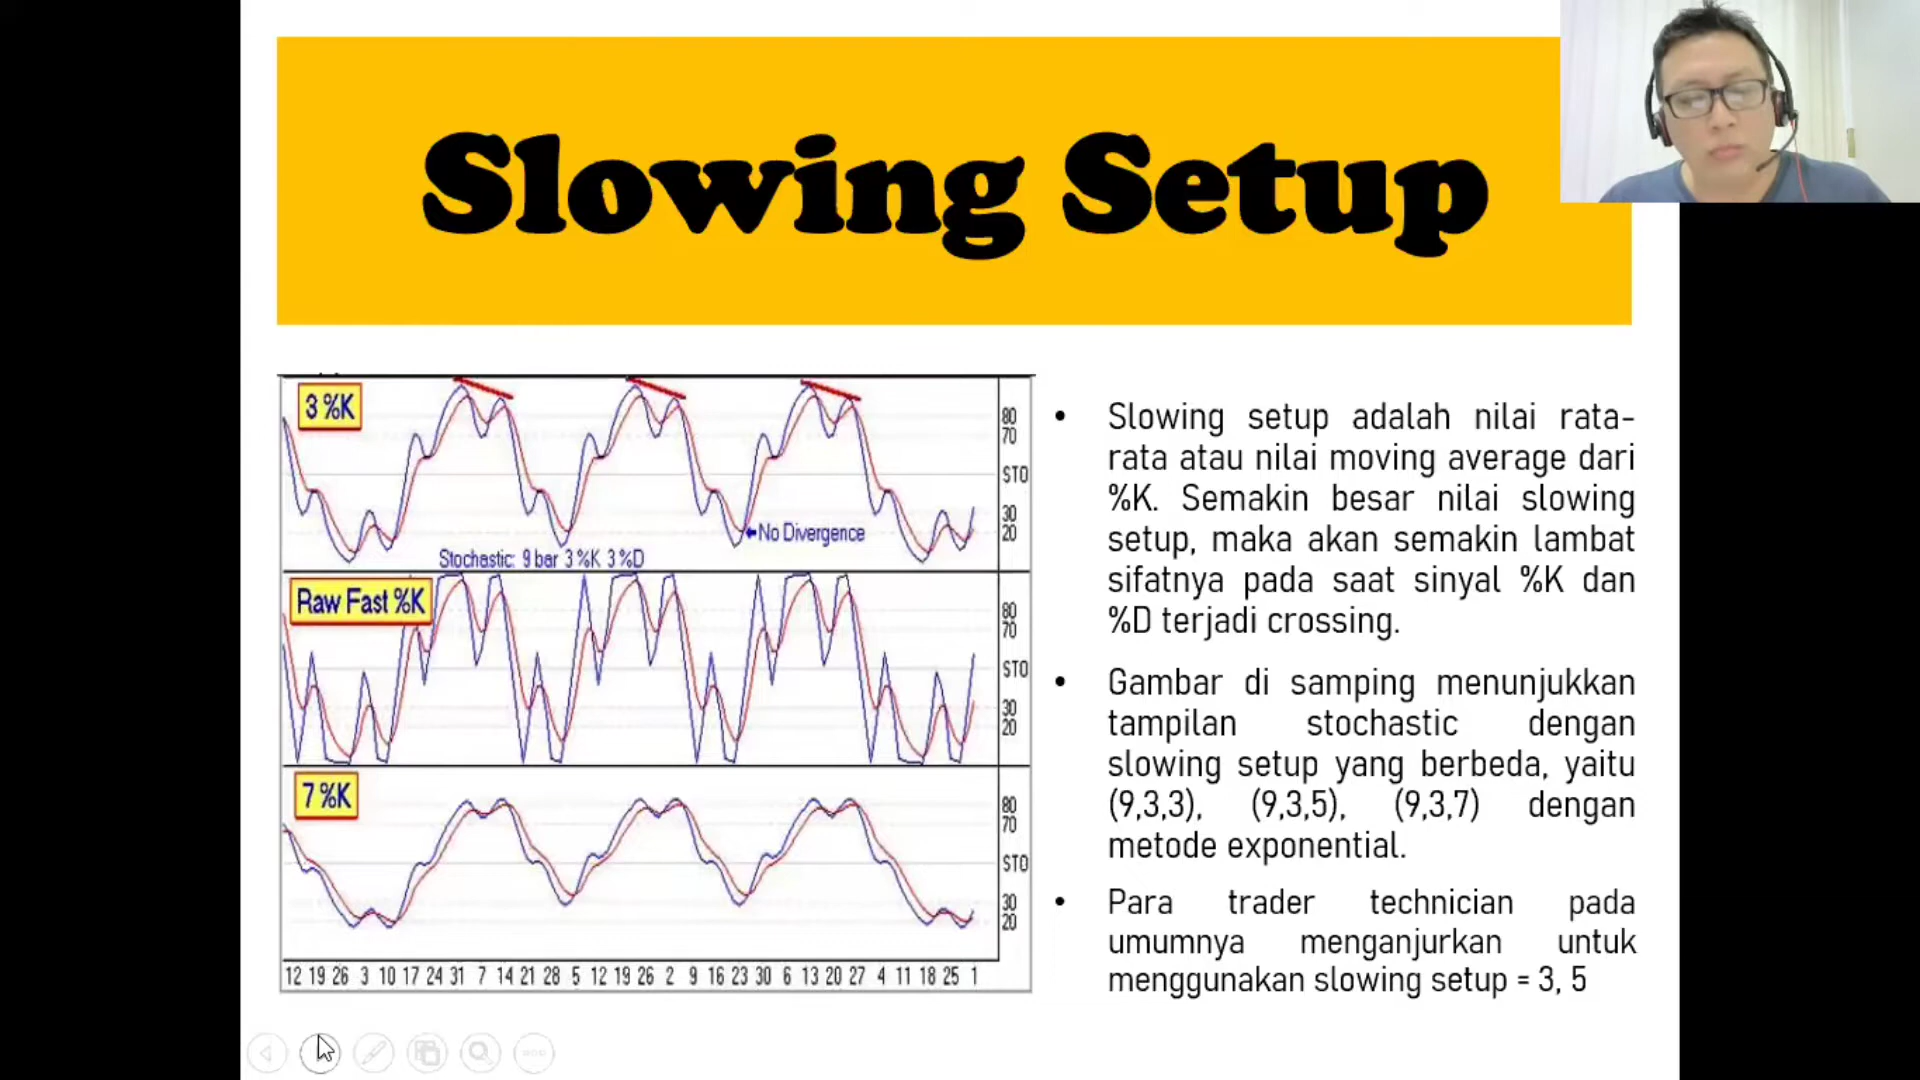 Slowing Setup
3 %K
80
70
STO
30
20
No Divergence
Stochastic: 9 bar 3 %K 3 %D
Raw Fast %K
80
70
STO
30
20
7 %K
80
70
STO
30
20
12 19 26 3 10 17 24 31 7 14 21 28 5 12 19 26 2 9 16 23 30 6 13 20 27 4 11 18 25 1
• Slowing setup adalah nilai rata-
rata atau nilai moving average dari
%K. Semakin besar nilai slowing
setup, maka akan semakin lambat
sifatnya pada saat sinyal %K dan
%D terjadi crossing.
• Gambar di samping menunjukkan
tampilan stochastic dengan
slowing setup yang berbeda, yaitu
(9,3,3), (9,3,5), (9,3,7) dengan
metode exponential.
• Para trader technician pada
umumnya menganjurkan untuk
menggunakan slowing setup = 3, 5